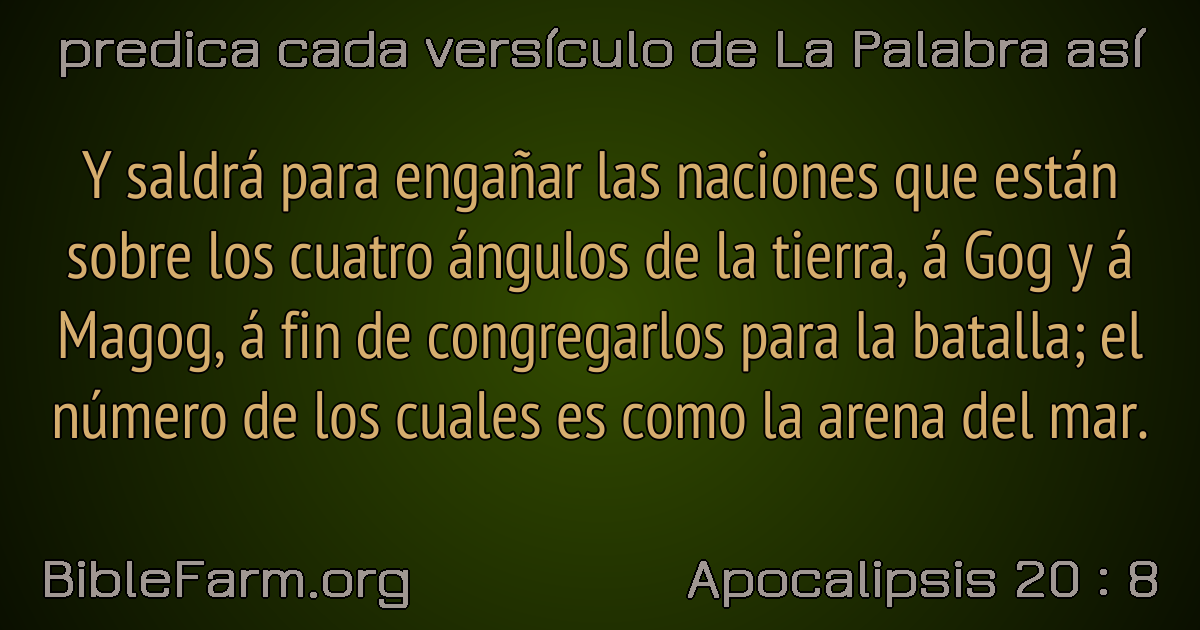 predica cada versículo de La Palabra así
Y saldrá para engañar las naciones que están
sobre los cuatro ángulos de la tierra, á Gog y á
Magog, á fin de congregarlos para la batalla; el
número de los cuales es como la arena del mar.
BibleFarm.org
Apocalipsis 20 : 8